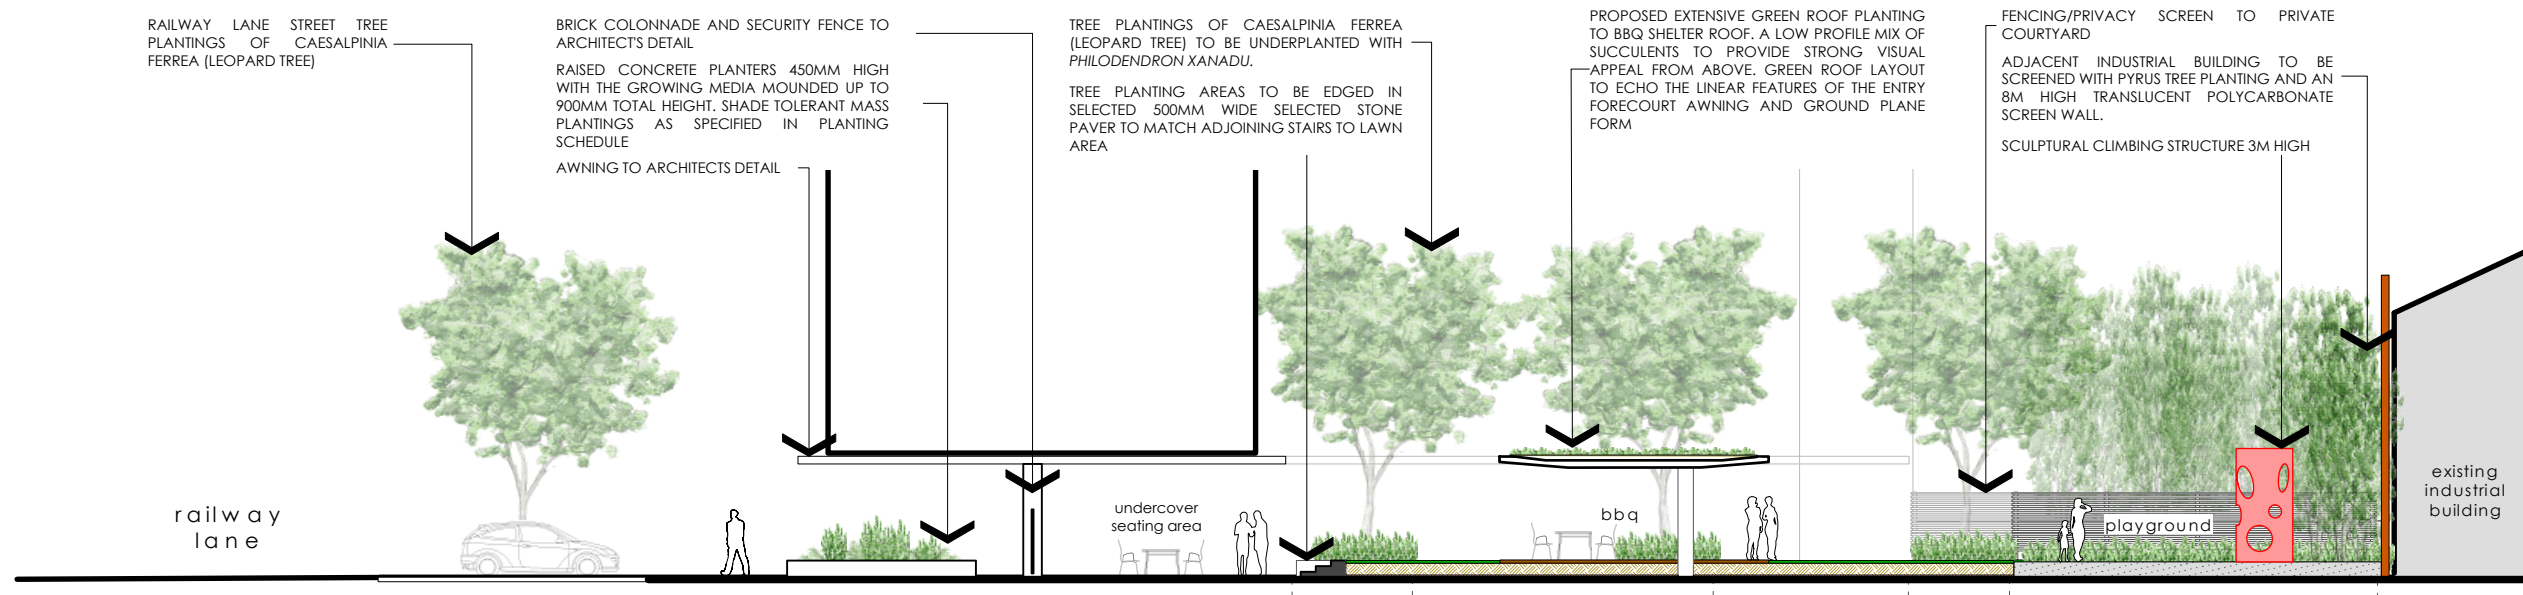 RAILWAY LANE STREET TREE
PLANTINGS OF CAESALPINIA
FERREA (LEOPARD TREE)
BRICK COLONNADE AND SECURITY FENCE TO
ARCHITECT'S DETAIL
RAISED CONCRETE PLANTERS 450MM HIGH
WITH THE GROWING MEDIA MOUNDED UP TO
900MM TOTAL HEIGHT. SHADE TOLERANT MASS
PLANTINGS AS SPECIFIED IN PLANTING
SCHEDULE
AWNING TO ARCHITECTS DETAIL
TREE PLANTINGS OF CAESALPINIA FERREA
(LEOPARD TREE) TO BE UNDERPLANTED WITH
PHILODENDRON XANADU.
TREE PLANTING AREAS TO BE EDGED IN
SELECTED 500MM WIDE SELECTED STONE
PAVER TO MATCH ADJOINING STAIRS TO LAWN
AREA
PROPOSED EXTENSIVE GREEN ROOF PLANTING
TO BBQ SHELTER ROOF. A LOW PROFILE MIX OF
SUCCULENTS TO PROVIDE STRONG VISUAL
APPEAL FROM ABOVE. GREEN ROOF LAYOUT
TO ECHO THE LINEAR FEATURES OF THE ENTRY
FORECOURT AWNING AND GROUND PLANE
FORM
FENCING/PRIVACY SCREEN TO PRIVATE
COURTYARD
ADJACENT INDUSTRIAL BUILDING TO BE
SCREENED WITH PYRUS TREE PLANTING AND AN
8M HIGH TRANSLUCENT POLYCARBONATE
SCREEN WALL.
SCULPTURAL CLIMBING STRUCTURE 3M HIGH
railway
lane
undercover
seating area
bbq
playground
existing
industrial
building